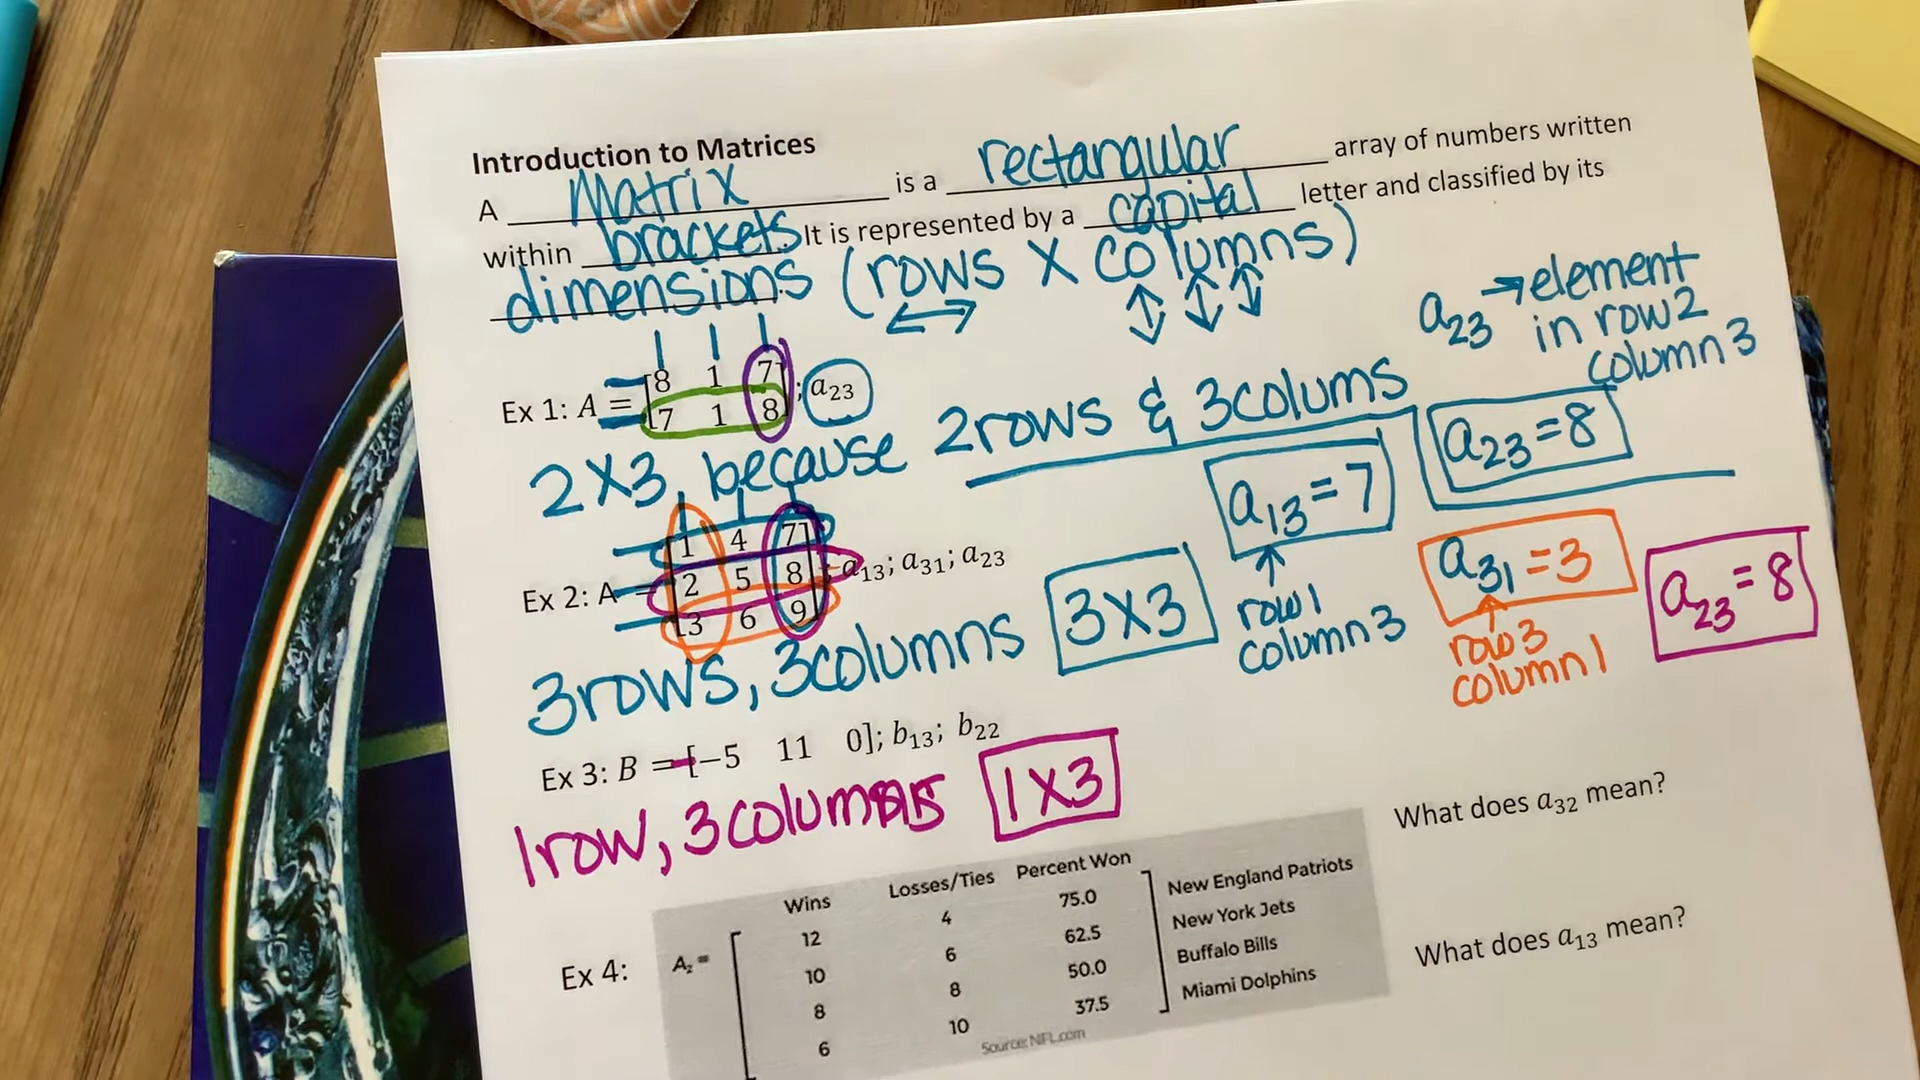 Introduction to Matrices
A Matrix is a rectangular array of numbers written
within brackets. It is represented by a capital letter and classified by its
dimensions (rows X columns)
a23 → element
in row 2
column 3
Ex 1: A = [8 1 7]; a23
[7 1 8]
2X3, because 2rows & 3colums
a23 = 8
a13 = 7
row 1
column 3
a31 = 3
row 3
column 1
a23 = 8
[1 4 7]
Ex 2: A = [2 5 8]; a13; a31; a23
[3 6 9]
3rows, 3columns 3X3
Ex 3: B = [−5 11 0]; b13; b22
1row, 3columns 1X3
What does a32 mean?
What does a13 mean?
Wins Losses/Ties Percent Won
12 4 75.0 New England Patriots
Ex 4: A2 = 10 6 62.5 New York Jets
8 8 50.0 Buffalo Bills
6 10 37.5 Miami Dolphins
Source: NFL.com